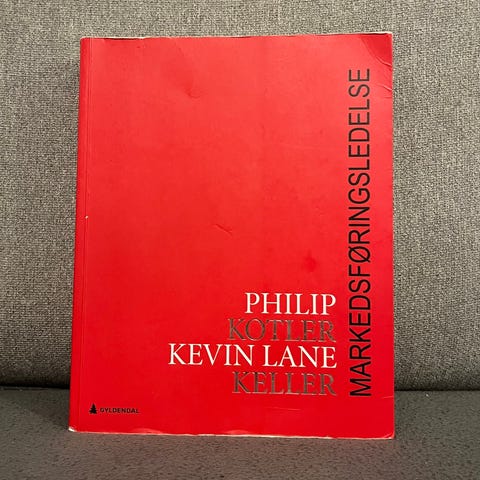 MARKEDSFØRINGSLEDELSE
PHILIP
KOTLER
KEVIN LANE
KELLER
GYLDENDAL